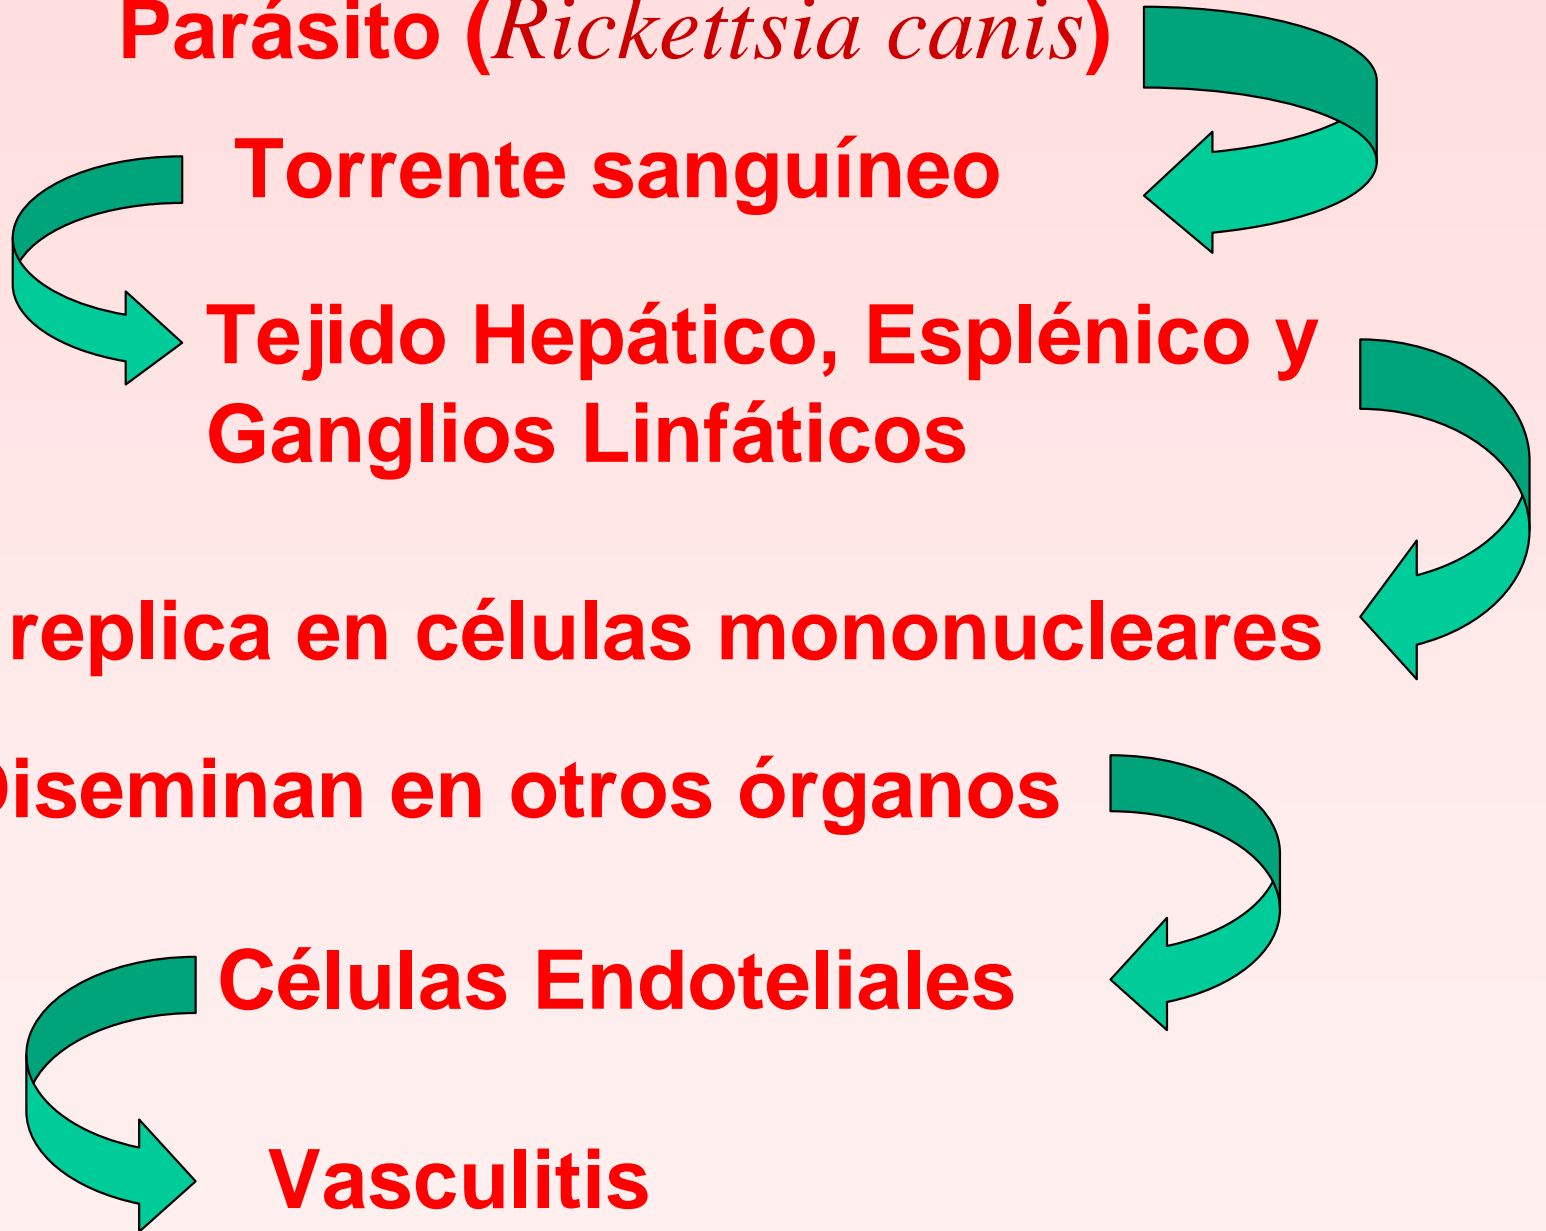 Parásito (Rickettsia canis)
Torrente sanguíneo
Tejido Hepático, Esplénico y
Ganglios Linfáticos
replica en células mononucleares
Diseminan en otros órganos
Células Endoteliales
Vasculitis